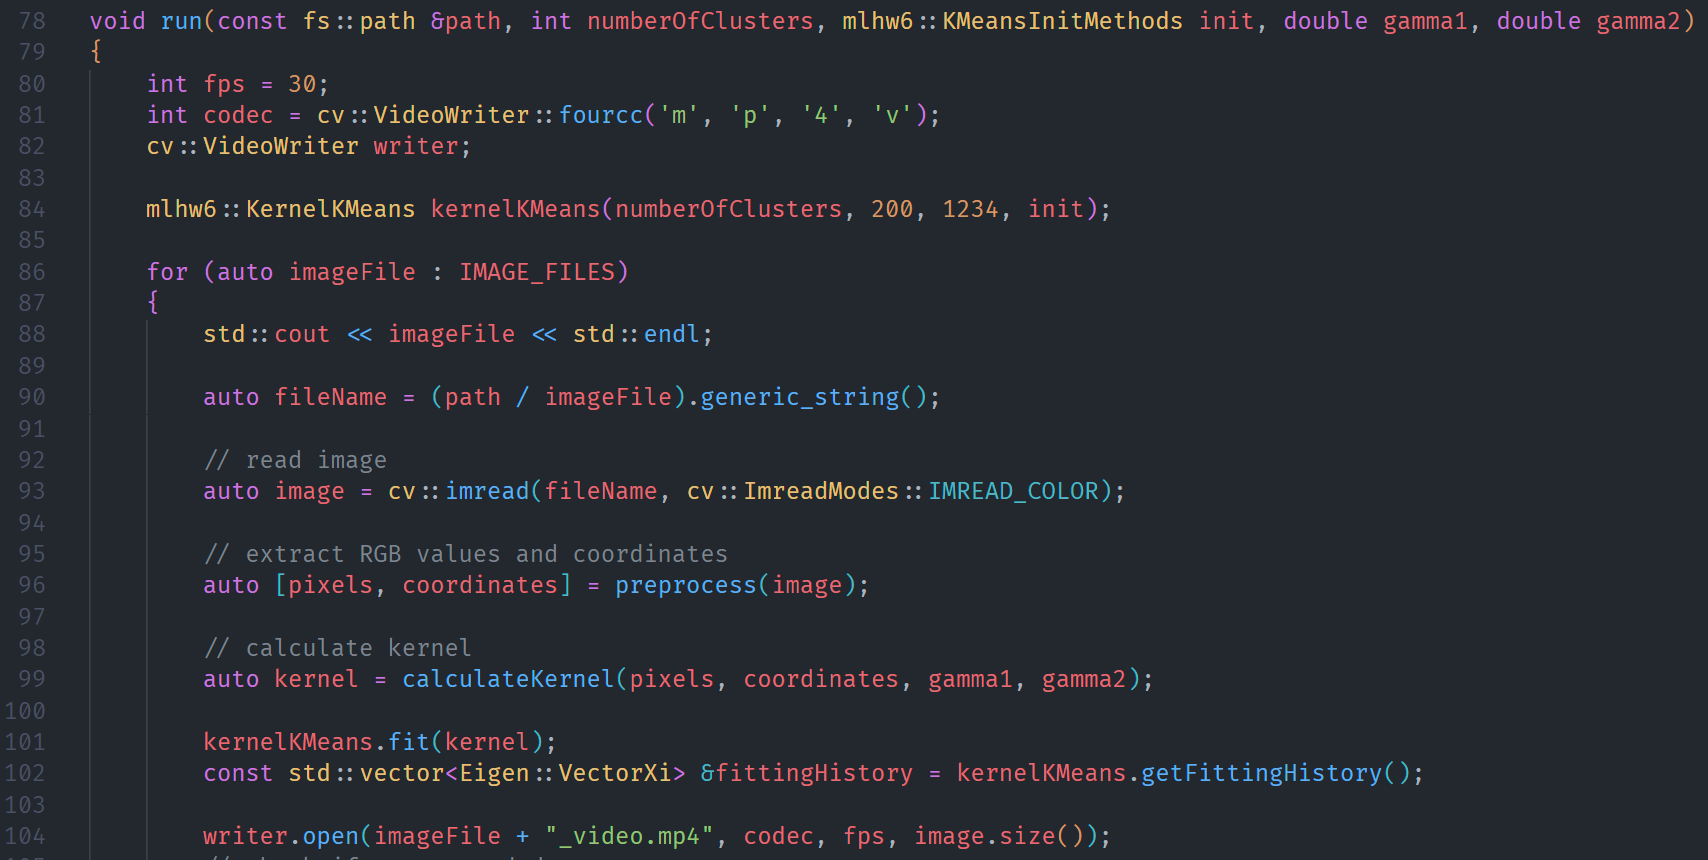 78 void run(const fs::path &path, int numberOfClusters, mlhw6::KMeansInitMethods init, double gamma1, double gamma2)
79 {
80 int fps = 30;
81 int codec = cv::VideoWriter::fourcc('m', 'p', '4', 'v');
82 cv::VideoWriter writer;
83
84 mlhw6::KernelKMeans kernelKMeans(numberOfClusters, 200, 1234, init);
85
86 for (auto imageFile : IMAGE_FILES)
87 {
88 std::cout << imageFile << std::endl;
89
90 auto fileName = (path / imageFile).generic_string();
91
92 // read image
93 auto image = cv::imread(fileName, cv::ImreadModes::IMREAD_COLOR);
94
95 // extract RGB values and coordinates
96 auto [pixels, coordinates] = preprocess(image);
97
98 // calculate kernel
99 auto kernel = calculateKernel(pixels, coordinates, gamma1, gamma2);
100
101 kernelKMeans.fit(kernel);
102 const std::vector<Eigen::VectorXi> &fittingHistory = kernelKMeans.getFittingHistory();
103
104 writer.open(imageFile + "_video.mp4", codec, fps, image.size());